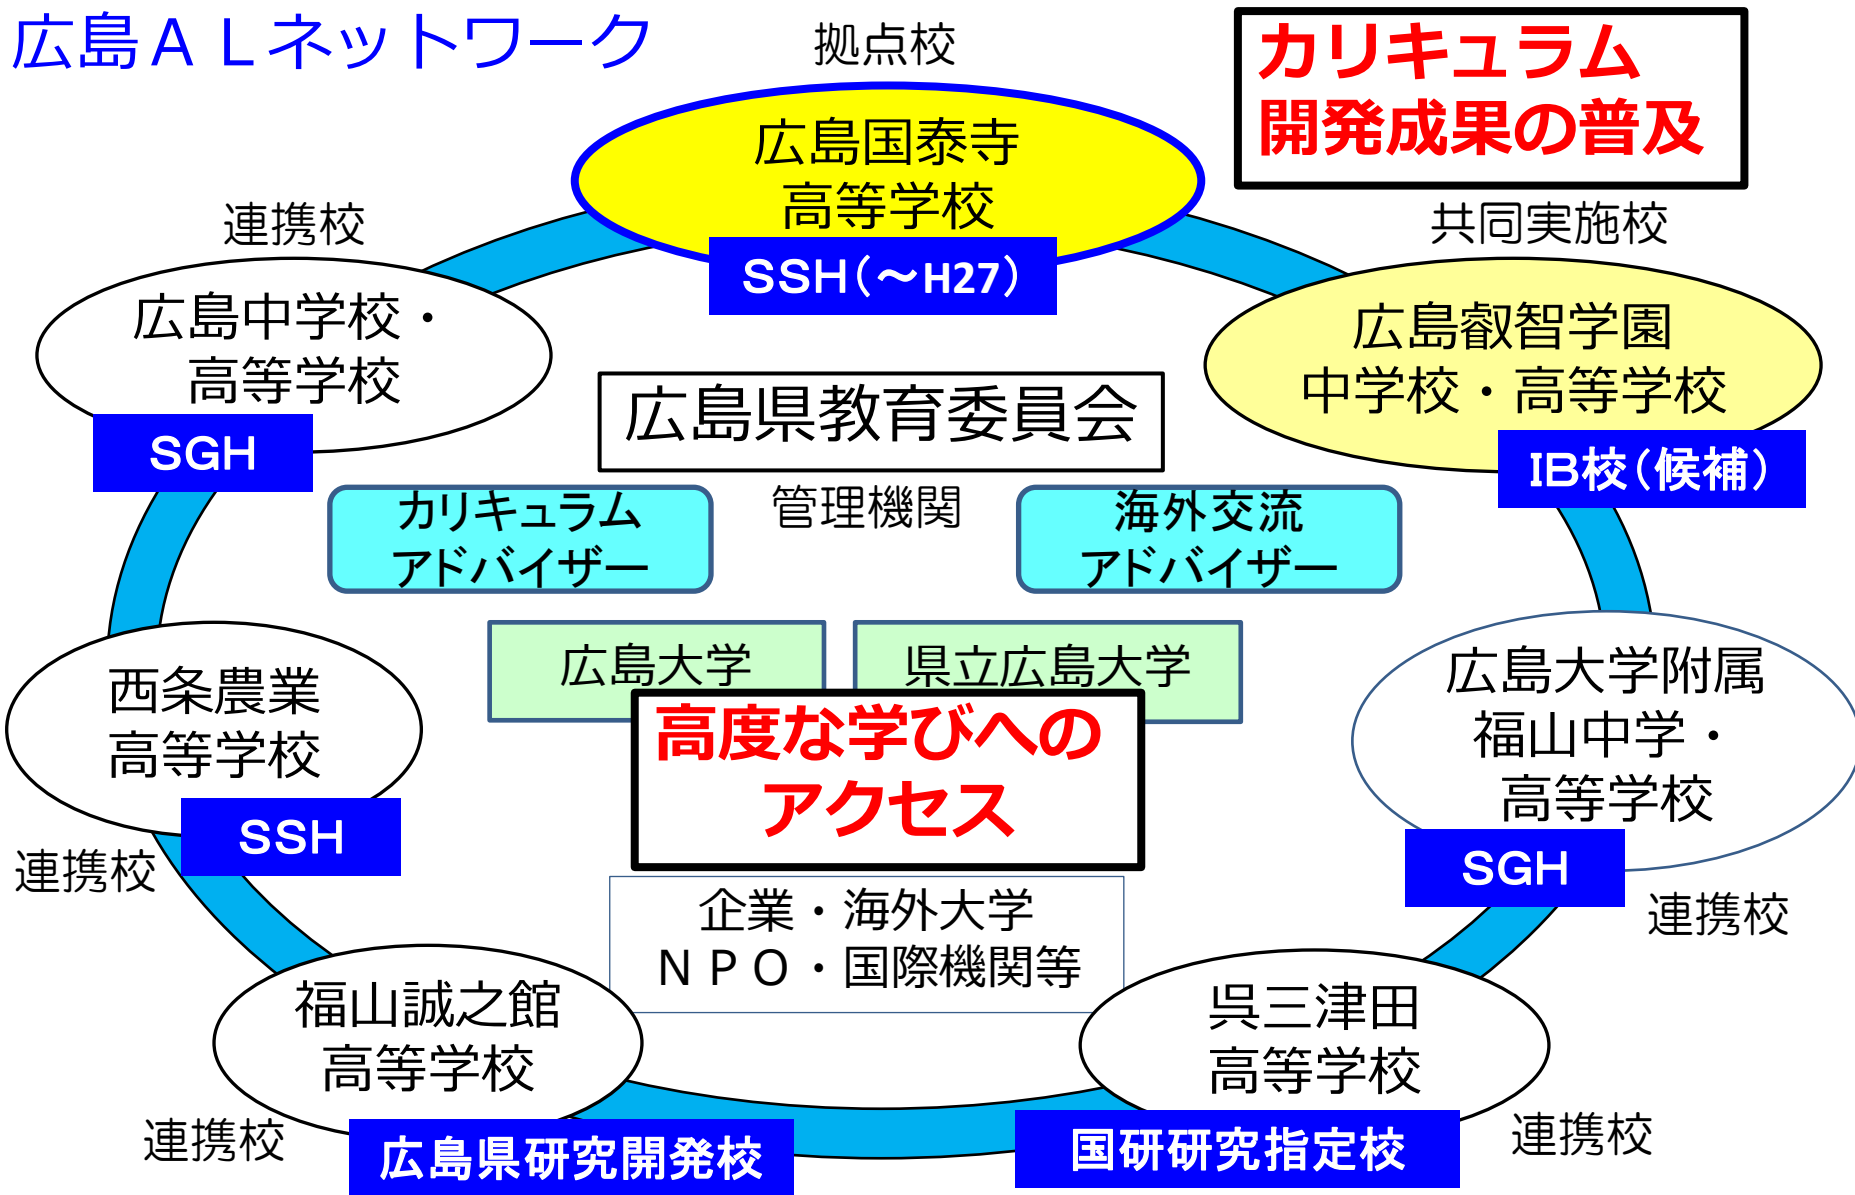 広島ＡＬネットワーク
拠点校
カリキュラム
開発成果の普及
広島国泰寺
高等学校
ＳＳＨ（～H27）
連携校
広島中学校・
高等学校
ＳＧＨ
共同実施校
広島叡智学園
中学校・高等学校
ＩＢ校（候補）
広島県教育委員会
管理機関
カリキュラム
アドバイザー
海外交流
アドバイザー
広島大学
県立広島大学
高度な学びへの
アクセス
西条農業
高等学校
ＳＳＨ
連携校
広島大学附属
福山中学・
高等学校
ＳＧＨ
連携校
企業・海外大学
ＮＰＯ・国際機関等
福山誠之館
高等学校
広島県研究開発校
連携校
呉三津田
高等学校
国研研究指定校
連携校